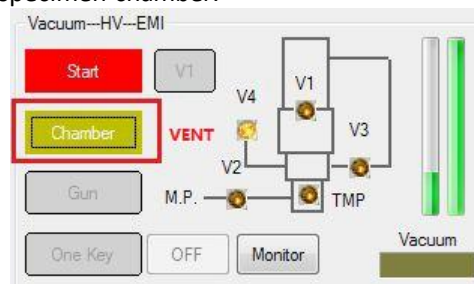 specimen chamber.
Vacuum---HV---EMI
Start V1 V4 V1
Chamber VENT V3
V2
Gun M.P. TMP
One Key OFF Monitor Vacuum